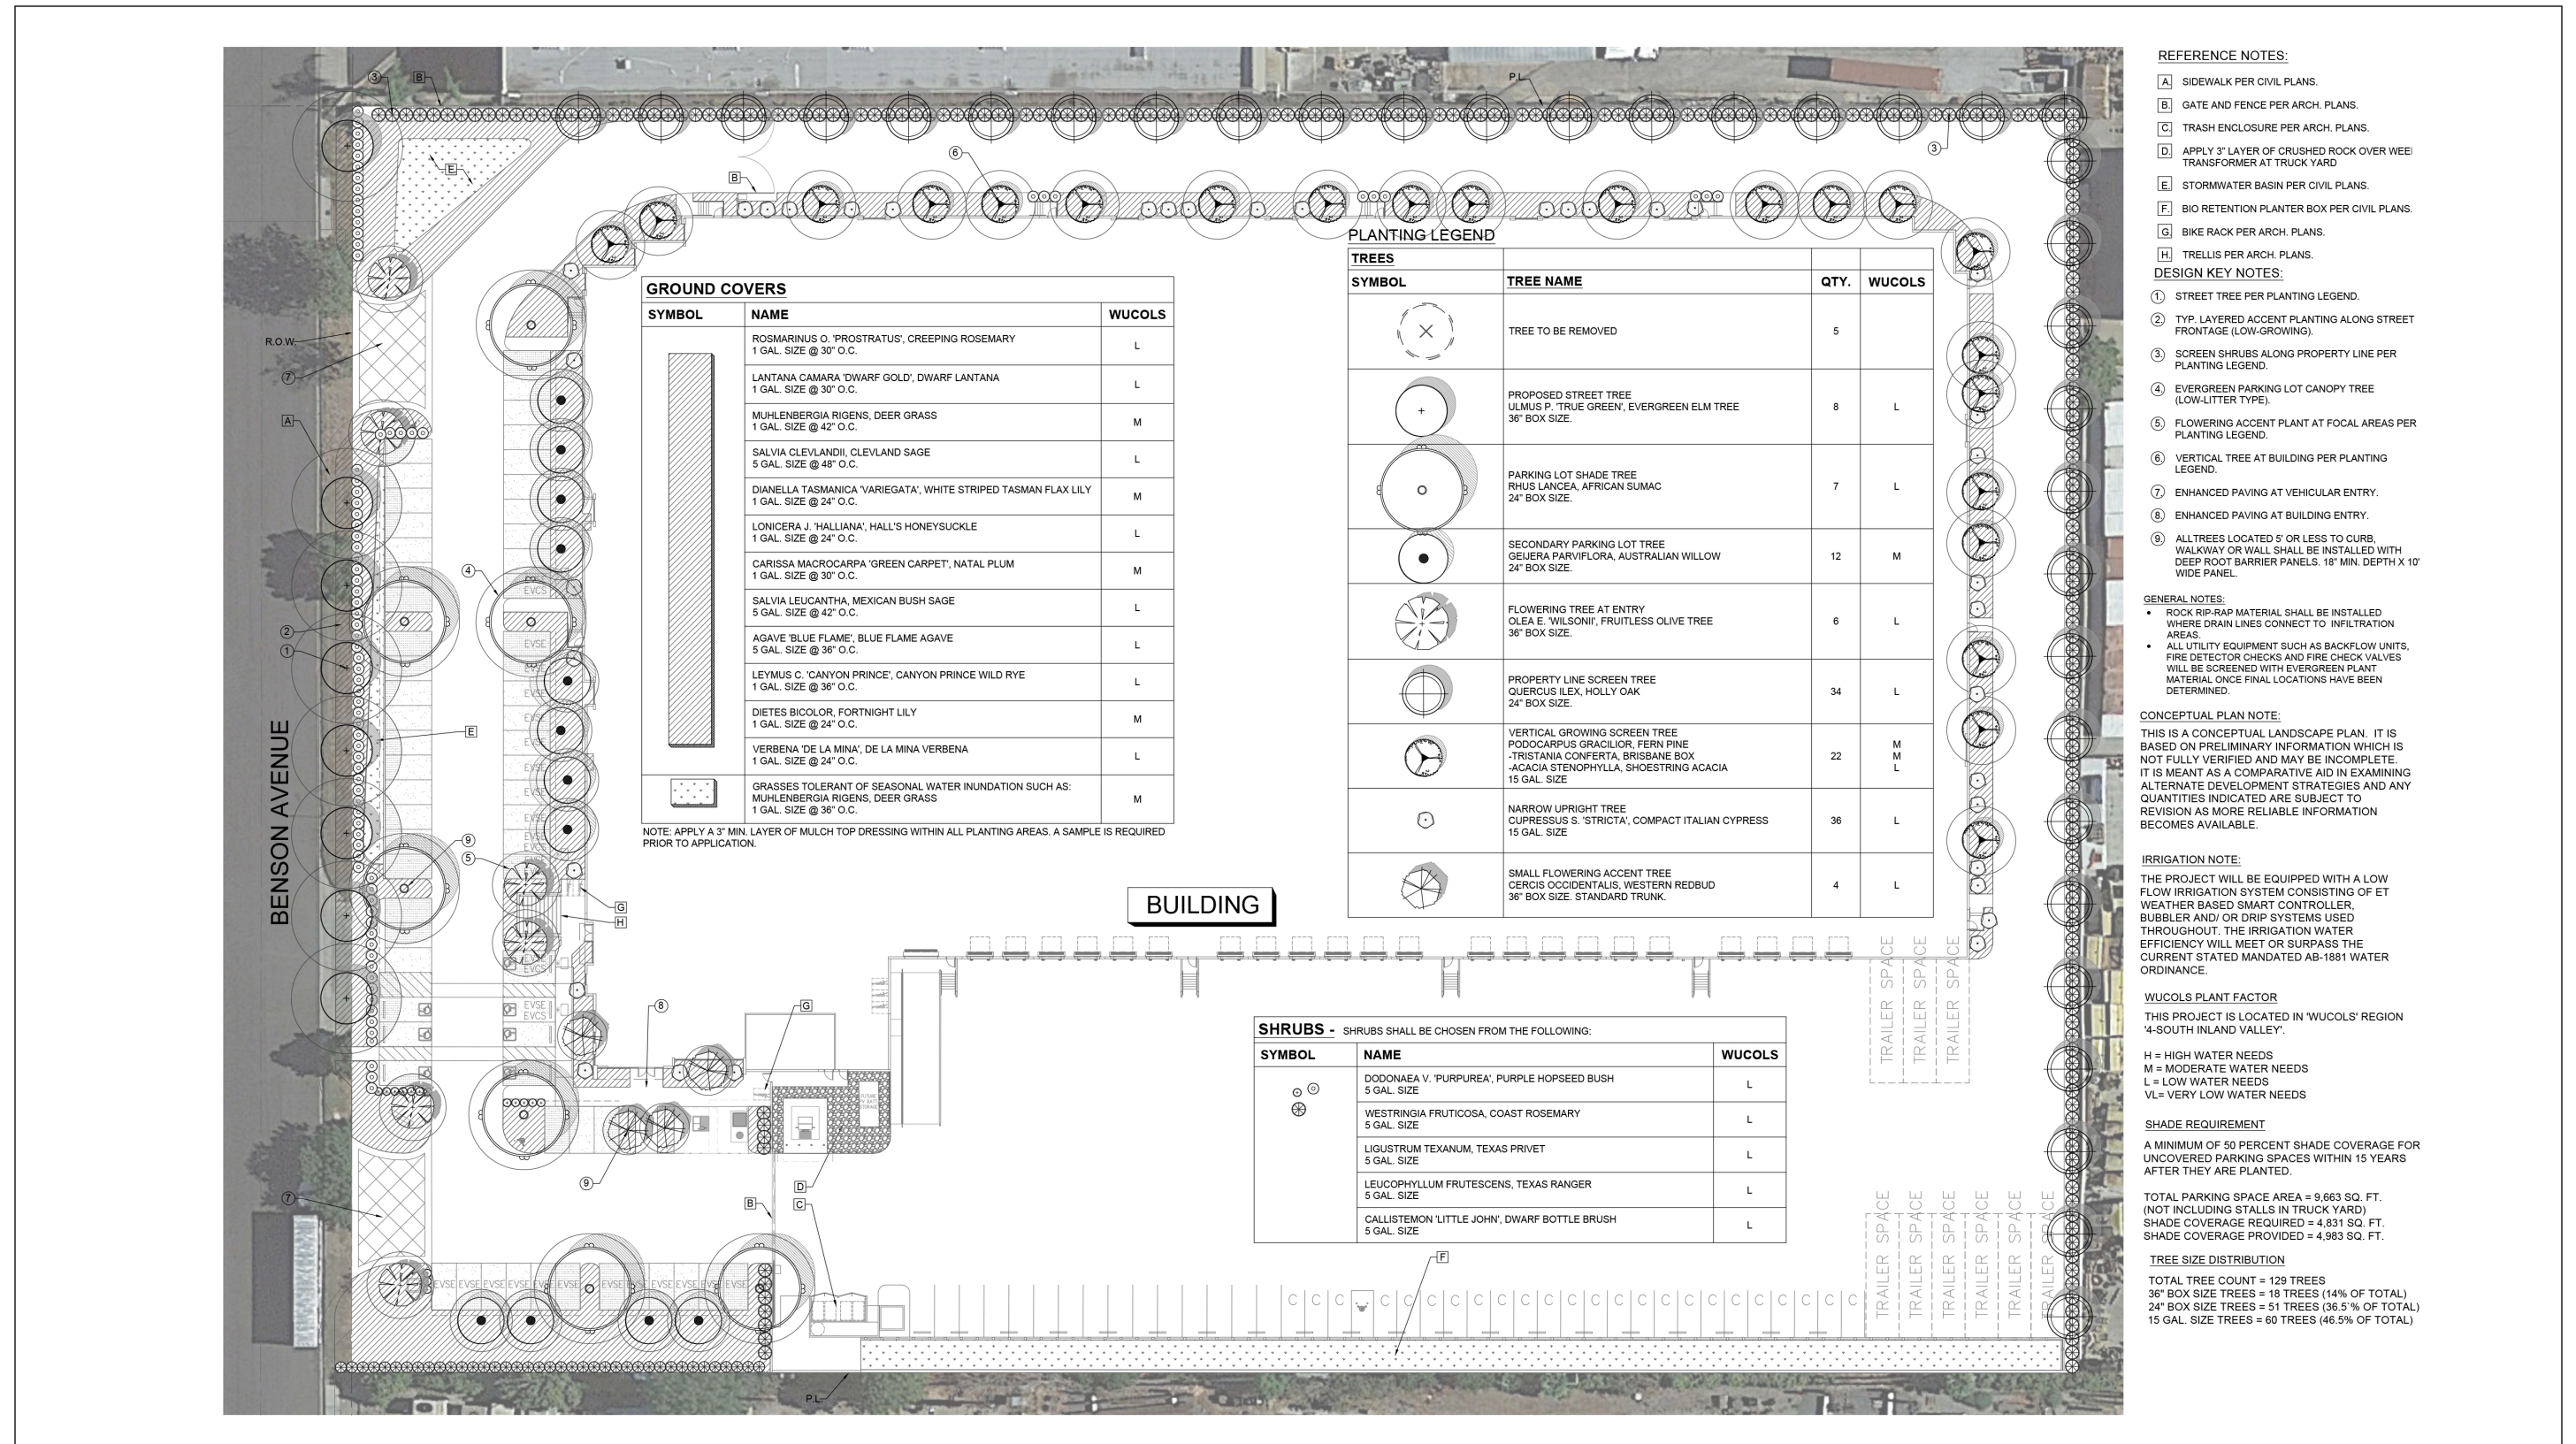 REFERENCE NOTES:
A. SIDEWALK PER CIVIL PLANS.
B. GATE AND FENCE PER ARCH. PLANS.
C. TRASH ENCLOSURE PER ARCH. PLANS.
D. APPLY 3" LAYER OF CRUSHED ROCK OVER
TRANSFORMER AT TRUCK YARD
E. STORMWATER BASIN PER CIVIL PLANS.
F. BIO RETENTION PLANTER BOX PER CIVIL PLANS.
G. BIKE RACK PER ARCH. PLANS.
H. TRELLIS PER ARCH. PLANS.
DESIGN KEY NOTES:
1. STREET TREE PER PLANTING LEGEND.
2. TYP. LAYERED ACCENT PLANTING ALONG STREET
FRONTAGE (LOW-GROWING).
3. SCREEN SHRUBS ALONG PROPERTY LINE PER
PLANTING LEGEND.
4. EVERGREEN PARKING LOT CANOPY TREE
(LOW-LITTER TYPE).
5. FLOWERING ACCENT PLANT AT FOCAL AREAS PER
PLANTING LEGEND.
6. VERTICAL TREE AT BUILDING PER PLANTING
LEGEND.
7. ENHANCED PAVING AT VEHICULAR ENTRY.
8. ENHANCED PAVING AT BUILDING ENTRY.
9. ALLTREES LOCATED 5' OR LESS TO CURB,
WALKWAY OR WALL SHALL BE INSTALLED WITH
DEEP ROOT BARRIER PANELS. 18" MIN. DEPTH X 10'
WIDE PANEL.
GENERAL NOTES:
• ROCK RIP-RAP MATERIAL SHALL BE INSTALLED
WHERE DRAIN LINES CONNECT TO INFILTRATION
AREAS.
• ALL UTILITY EQUIPMENT SUCH AS BACKFLOW UNITS,
FIRE DETECTOR CHECKS AND FIRE CHECK VALVES
WILL BE SCREENED WITH EVERGREEN PLANT
MATERIAL ONCE FINAL LOCATIONS HAVE BEEN
DETERMINED.
CONCEPTUAL PLAN NOTE:
THIS IS A CONCEPTUAL LANDSCAPE PLAN. IT IS
BASED ON PRELIMINARY INFORMATION WHICH IS
NOT FULLY VERIFIED AND MAY BE INCOMPLETE.
IT IS MEANT AS A COMPARATIVE AID IN EXAMINING
ALTERNATE DEVELOPMENT STRATEGIES AND ANY
QUANTITIES INDICATED ARE SUBJECT TO
REVISION AS MORE RELIABLE INFORMATION
BECOMES AVAILABLE.
IRRIGATION NOTE:
THE PROJECT WILL BE EQUIPPED WITH A LOW
FLOW IRRIGATION SYSTEM CONSISTING OF ET
WEATHER BASED SMART CONTROLLER,
BUBBLER AND/ OR DRIP SYSTEMS USED
THROUGHOUT. THE IRRIGATION WATER
EFFICIENCY WILL MEET OR SURPASS THE
CURRENT STATED MANDATED AB-1881 WATER
ORDINANCE.
WUCOLS PLANT FACTOR
THIS PROJECT IS LOCATED IN 'WUCOLS' REGION
'4-SOUTH INLAND VALLEY'.
H = HIGH WATER NEEDS
M = MODERATE WATER NEEDS
L = LOW WATER NEEDS
VL= VERY LOW WATER NEEDS
SHADE REQUIREMENT
A MINIMUM OF 50 PERCENT SHADE COVERAGE FOR
UNCOVERED PARKING SPACES WITHIN 15 YEARS
AFTER THEY ARE PLANTED.
TOTAL PARKING SPACE AREA = 9,663 SQ. FT.
(NOT INCLUDING STALLS IN TRUCK YARD)
SHADE COVERAGE REQUIRED = 4,831 SQ. FT.
SHADE COVERAGE PROVIDED = 4,983 SQ. FT.
TREE SIZE DISTRIBUTION
TOTAL TREE COUNT = 129 TREES
36" BOX SIZE TREES = 18 TREES (14% OF TOTAL)
24" BOX SIZE TREES = 51 TREES (36.5`% OF TOTAL)
15 GAL. SIZE TREES = 60 TREES (46.5% OF TOTAL)
GROUND COVERS
SYMBOL NAME WUCOLS
ROSMARINUS O. 'PROSTRATUS', CREEPING ROSEMARY
1 GAL. SIZE @ 30" O.C. L
LANTANA CAMARA 'DWARF GOLD', DWARF LANTANA
1 GAL. SIZE @ 30" O.C. L
MUHLENBERGIA RIGENS, DEER GRASS
1 GAL. SIZE @ 42" O.C. M
SALVIA CLEVLANDII, CLEVLAND SAGE
5 GAL. SIZE @ 48" O.C. L
DIANELLA TASMANICA 'VARIEGATA', WHITE STRIPED TASMAN FLAX LILY
1 GAL. SIZE @ 24" O.C. M
LONICERA J. 'HALLIANA', HALL'S HONEYSUCKLE
1 GAL. SIZE @ 24" O.C. L
CARISSA MACROCARPA 'GREEN CARPET', NATAL PLUM
1 GAL. SIZE @ 30" O.C. M
SALVIA LEUCANTHA, MEXICAN BUSH SAGE
5 GAL. SIZE @ 42" O.C. L
AGAVE 'BLUE FLAME', BLUE FLAME AGAVE
5 GAL. SIZE @ 36" O.C. L
LEYMUS C. 'CANYON PRINCE', CANYON PRINCE WILD RYE
1 GAL. SIZE @ 36" O.C. L
DIETES BICOLOR, FORTNIGHT LILY
1 GAL. SIZE @ 24" O.C. M
VERBENA 'DE LA MINA', DE LA MINA VERBENA
1 GAL. SIZE @ 24" O.C. L
GRASSES TOLERANT OF SEASONAL WATER INUNDATION SUCH AS:
MUHLENBERGIA RIGENS, DEER GRASS
1 GAL. SIZE @ 36" O.C. M
NOTE: APPLY A 3" MIN. LAYER OF MULCH TOP DRESSING WITHIN ALL PLANTING AREAS. A SAMPLE IS REQUIRED
PRIOR TO APPLICATION.
PLANTING LEGEND
TREES
SYMBOL TREE NAME QTY. WUCOLS
TREE TO BE REMOVED 5
PROPOSED STREET TREE
ULMUS P. 'TRUE GREEN', EVERGREEN ELM TREE 8 L
36" BOX SIZE.
PARKING LOT SHADE TREE
RHUS LANCEA, AFRICAN SUMAC 7 L
24" BOX SIZE.
SECONDARY PARKING LOT TREE
GEIJERA PARVIFLORA, AUSTRALIAN WILLOW 12 M
24" BOX SIZE.
FLOWERING TREE AT ENTRY
OLEA E. 'WILSONII', FRUITLESS OLIVE TREE 6 L
36" BOX SIZE.
PROPERTY LINE SCREEN TREE
QUERCUS ILEX, HOLLY OAK 34 L
24" BOX SIZE.
VERTICAL GROWING SCREEN TREE
PODOCARPUS GRACILIOR, FERN PINE M
-TRISTANIA CONFERTA, BRISBANE BOX 22 M
-ACACIA STENOPHYLLA, SHOESTRING ACACIA L
15 GAL. SIZE
NARROW UPRIGHT TREE
CUPRESSUS S. 'STRICTA', COMPACT ITALIAN CYPRESS 36 L
15 GAL. SIZE
SMALL FLOWERING ACCENT TREE
CERCIS OCCIDENTALIS, WESTERN REDBUD 4 L
36" BOX SIZE. STANDARD TRUNK.
BUILDING
SHRUBS - SHRUBS SHALL BE CHOSEN FROM THE FOLLOWING:
SYMBOL NAME WUCOLS
DODONAEA V. 'PURPUREA', PURPLE HOPSEED BUSH
5 GAL. SIZE L
WESTRINGIA FRUTICOSA, COAST ROSEMARY
5 GAL. SIZE L
LIGUSTRUM TEXANUM, TEXAS PRIVET
5 GAL. SIZE L
LEUCOPHYLLUM FRUTESCENS, TEXAS RANGER
5 GAL. SIZE L
CALLISTEMON 'LITTLE JOHN', DWARF BOTTLE BRUSH
5 GAL. SIZE L
BENSON AVENUE
R.O.W.
P.L.
P.L.
TRAILER SPACE
TRAILER SPACE
TRAILER SPACE
TRAILER SPACE
TRAILER SPACE
TRAILER SPACE
TRAILER SPACE
TRAILER SPACE
TRAILER SPACE